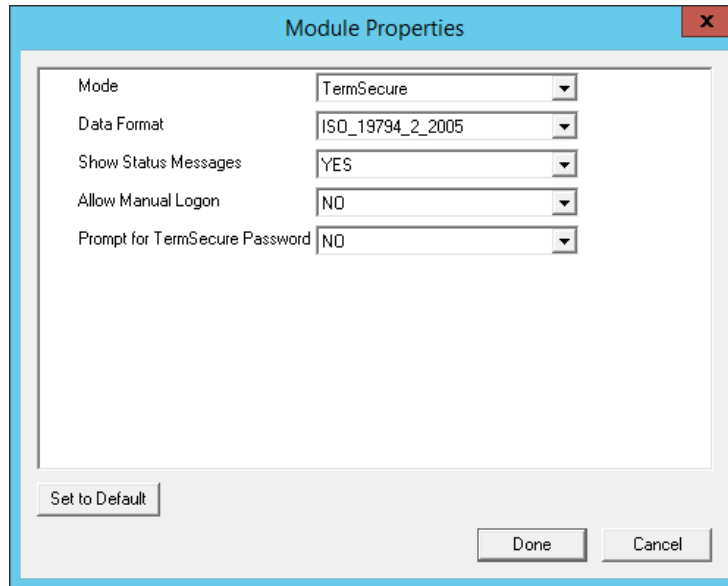 Module Properties
x
Mode TermSecure
Data Format ISO_19794_2_2005
Show Status Messages YES
Allow Manual Logon NO
Prompt for TermSecure Password NO
Set to Default
Done Cancel